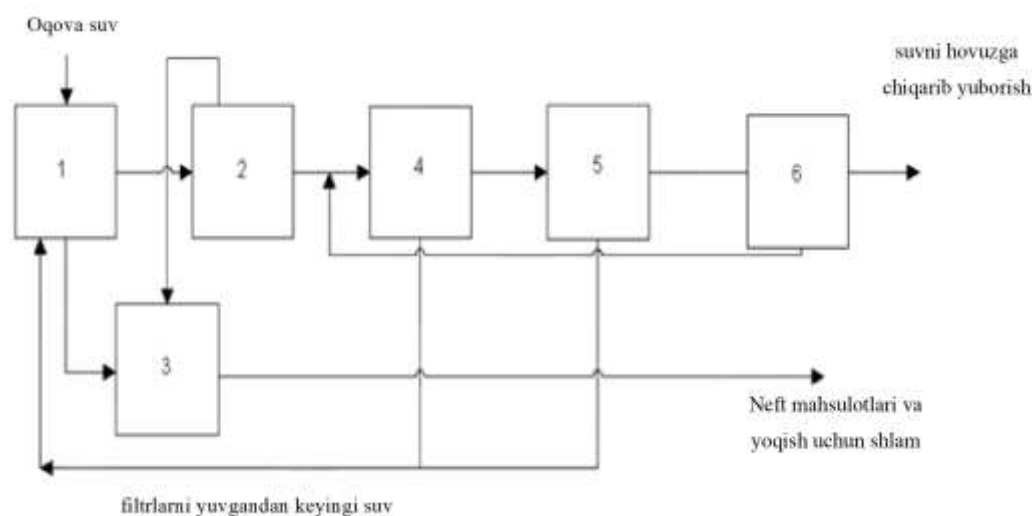 Oqova suv
suvni hovuzga
chiqarib yuborish
1
2
4
5
6
3
Neft mahsulotlari va
yoqish uchun shlam
filtrlarni yuvgandan keyingi suv